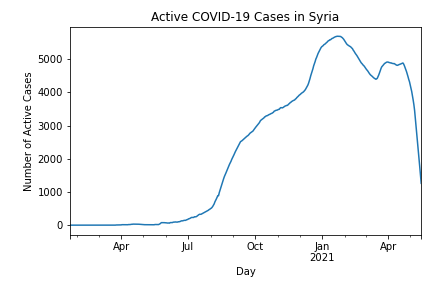 Active COVID-19 Cases in Syria
Number of Active Cases
5000
4000
3000
2000
1000
0
Apr
Jul
Oct
Jan
2021
Apr
Day